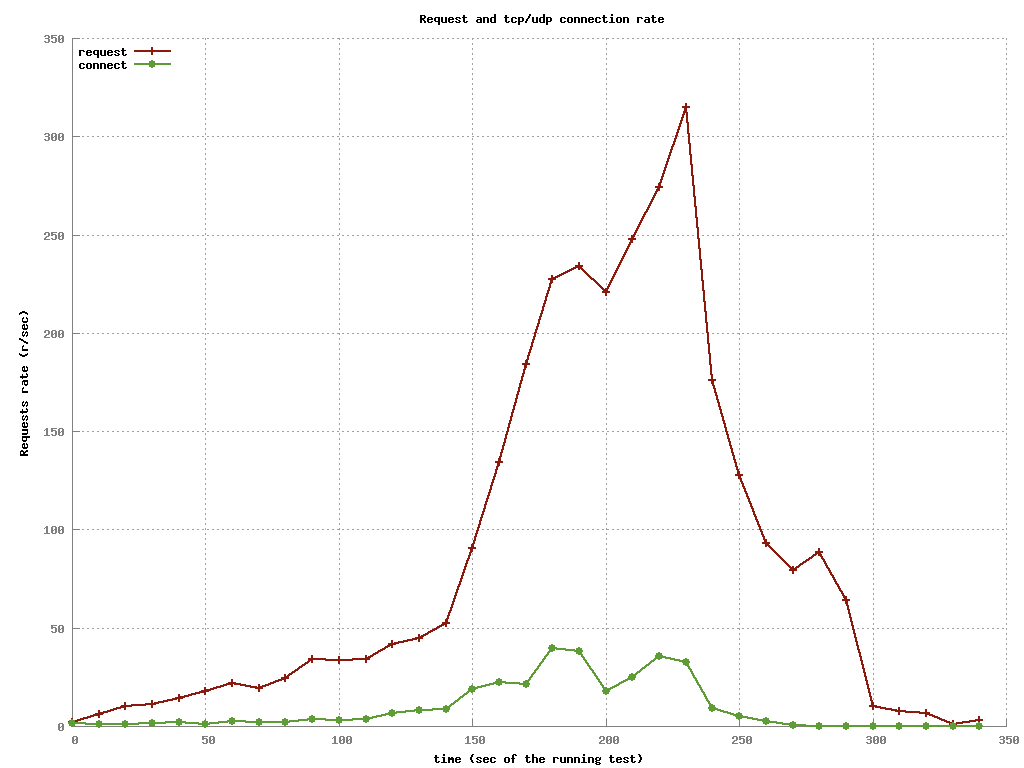 Request and tcp/udp connection rate
350
request
connect
300
250
200
Requests rate (r/sec)
150
100
50
0
0 50 100 150 200 250 300 350
time (sec of the running test)